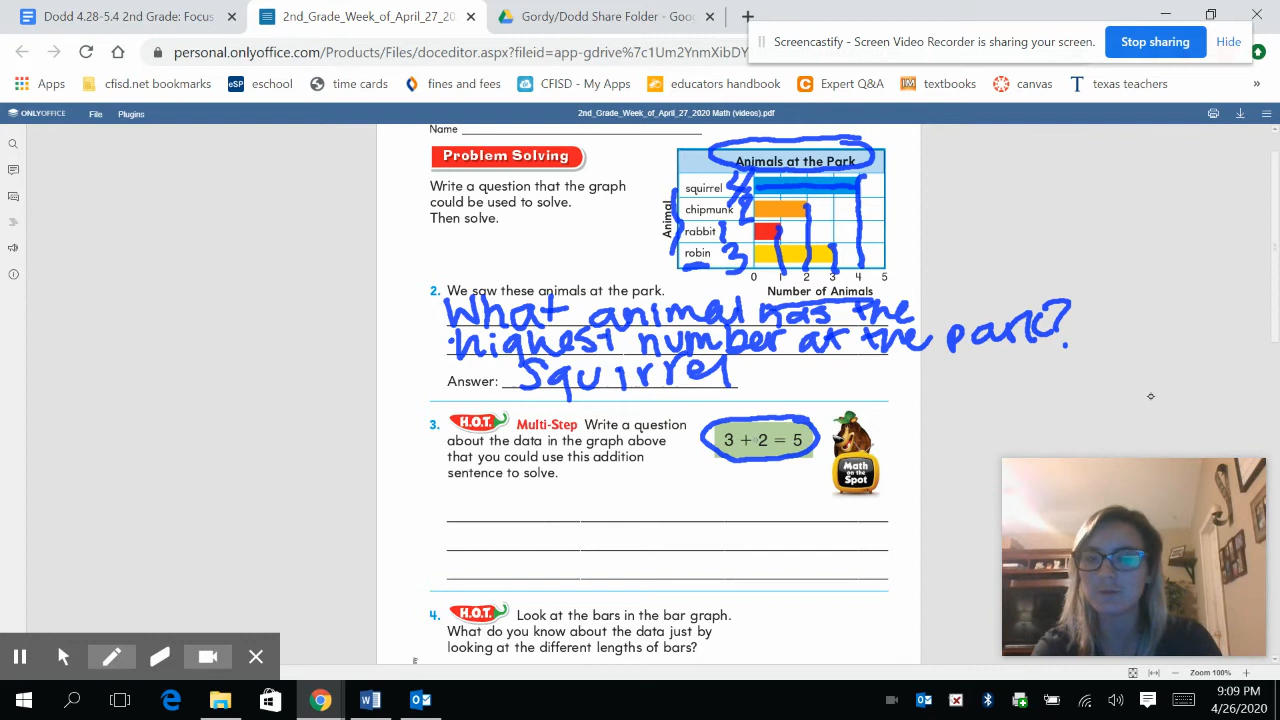 Dodd 4.28-5.4 2nd Grade: Focus
2nd_Grade_Week_of_April_27_20
Gordy/Dodd Share Folder - Goo
Screencastify - Screen Video Recorder is sharing your screen.
Stop sharing
Hide
personal.onlyoffice.com/Products/Files/doceditor.aspx?fileid=app-gdrive%7c1Um2YnmixbDY
Apps
cfisd.net bookmarks
eSP eschool
time cards
fines and fees
CFISD - My Apps
educators handbook
Expert Q&A
textbooks
canvas
T texas teachers
»
ONLYOFFICE
File
Plugins
2nd_Grade_Week_of_April_27_2020 Math (videos).pdf
Name
Problem Solving
Write a question that the graph
could be used to solve.
Then solve.
Animals at the Park
Animal
squirrel 4
chipmunk 2
rabbit 1
robin 3
0 1 2 3 4 5
Number of Animals
2. We saw these animals at the park.
What animal has the
highest number at the park?
Answer: Squirrel
3. H.O.T. Multi-Step Write a question
about the data in the graph above
that you could use this addition
sentence to solve.
3 + 2 = 5
Math
on the
Spot
4. H.O.T. Look at the bars in the bar graph.
What do you know about the data just by
looking at the different lengths of bars?
Zoom 100%
9:09 PM
4/26/2020